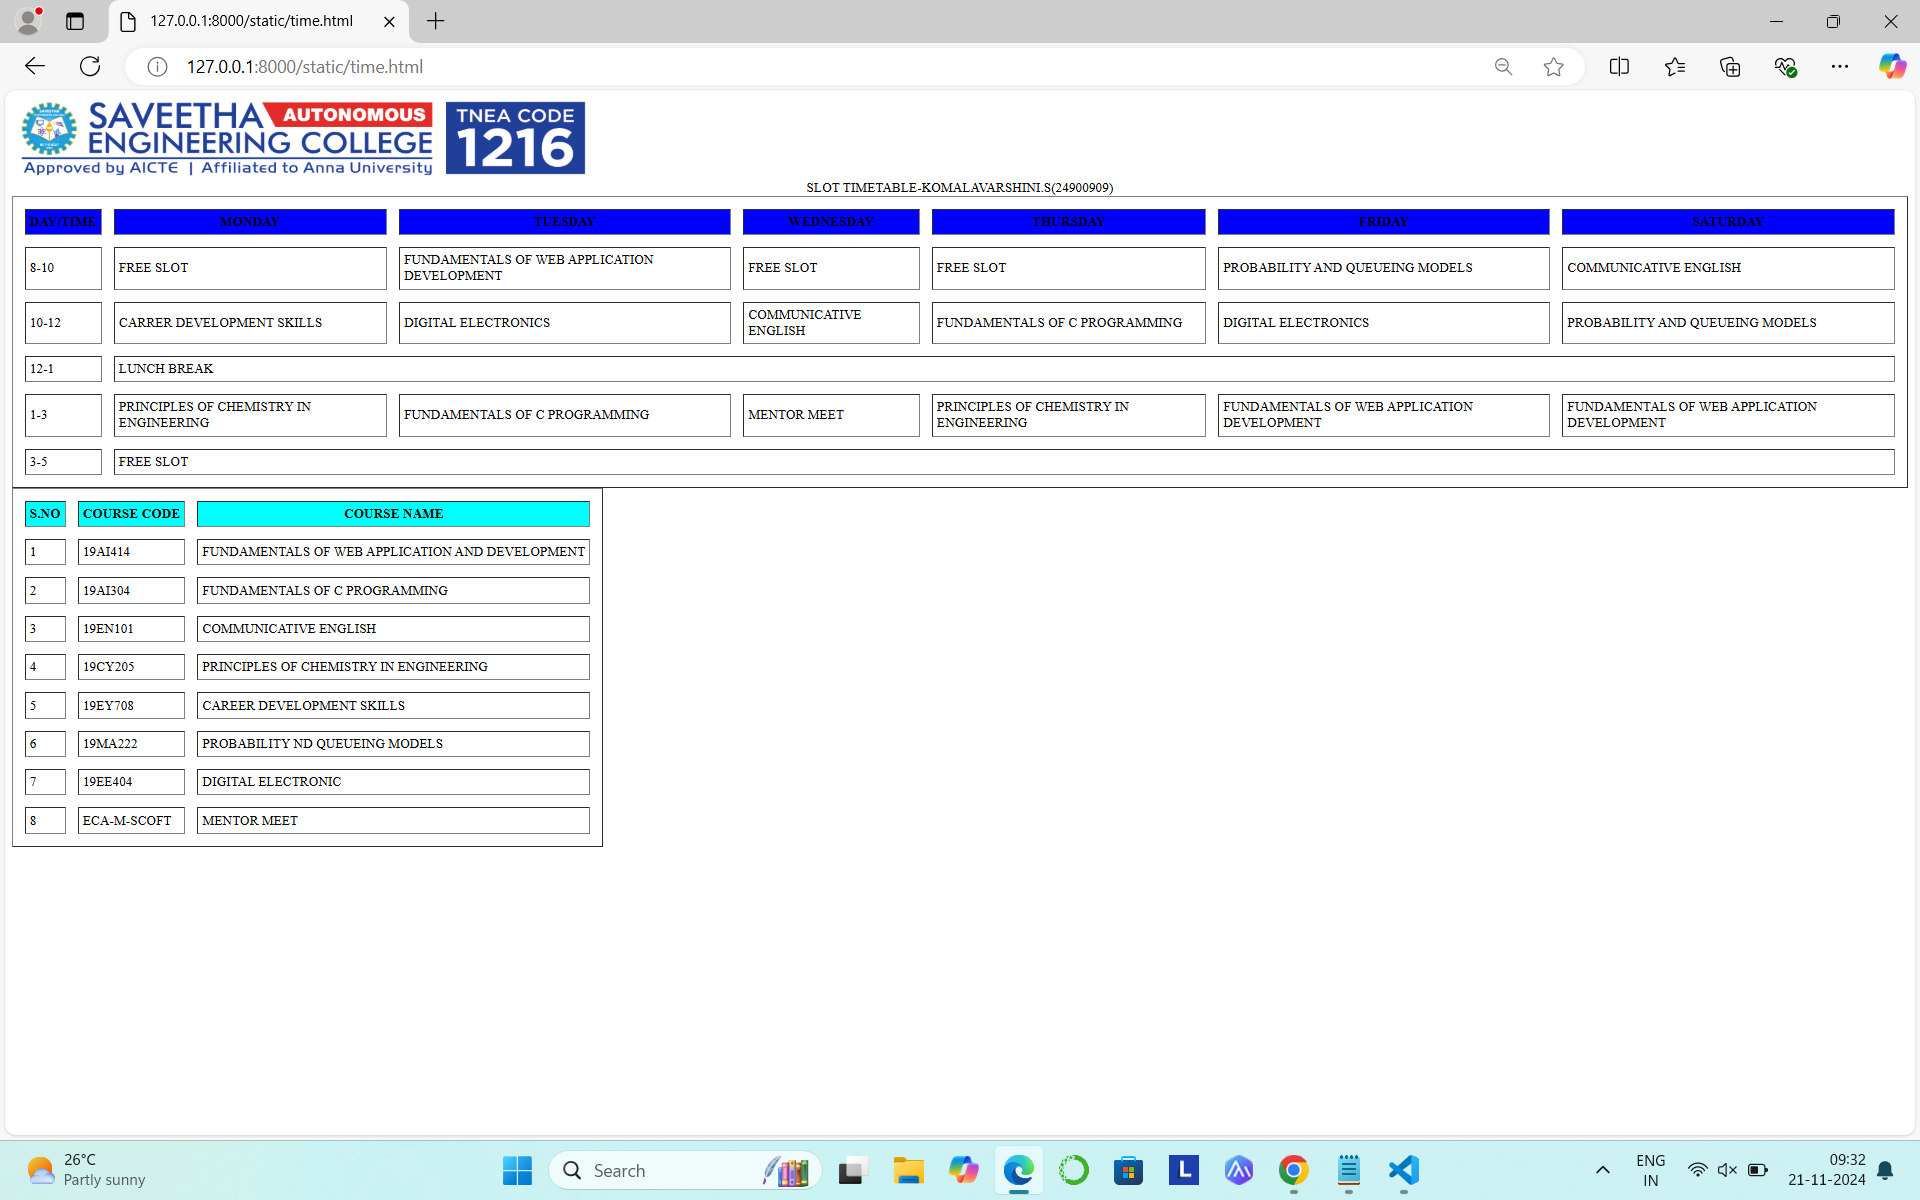 127.0.0.1:8000/static/time.html
127.0.0.1:8000/static/time.html
SAVEETHA AUTONOMOUS
ENGINEERING COLLEGE
Approved by AICTE | Affiliated to Anna University
TNEA CODE
1216
SLOT TIMETABLE-KOMALAVARSHINI.S(24900909)
DAY/TIME MONDAY TUESDAY WEDNESDAY THURSDAY FRIDAY SATURDAY
8-10 FREE SLOT FUNDAMENTALS OF WEB APPLICATION DEVELOPMENT FREE SLOT FREE SLOT PROBABILITY AND QUEUEING MODELS COMMUNICATIVE ENGLISH
10-12 CARRER DEVELOPMENT SKILLS DIGITAL ELECTRONICS COMMUNICATIVE ENGLISH FUNDAMENTALS OF C PROGRAMMING DIGITAL ELECTRONICS PROBABILITY AND QUEUEING MODELS
12-1 LUNCH BREAK
1-3 PRINCIPLES OF CHEMISTRY IN ENGINEERING FUNDAMENTALS OF C PROGRAMMING MENTOR MEET PRINCIPLES OF CHEMISTRY IN ENGINEERING FUNDAMENTALS OF WEB APPLICATION DEVELOPMENT FUNDAMENTALS OF WEB APPLICATION DEVELOPMENT
3-5 FREE SLOT
S.NO COURSE CODE COURSE NAME
1 19AI414 FUNDAMENTALS OF WEB APPLICATION AND DEVELOPMENT
2 19AI304 FUNDAMENTALS OF C PROGRAMMING
3 19EN101 COMMUNICATIVE ENGLISH
4 19CY205 PRINCIPLES OF CHEMISTRY IN ENGINEERING
5 19EY708 CAREER DEVELOPMENT SKILLS
6 19MA222 PROBABILITY ND QUEUEING MODELS
7 19EE404 DIGITAL ELECTRONIC
8 ECA-M-SCOFT MENTOR MEET
26°C
Partly sunny
Search
L
ENG
IN
09:32
21-11-2024